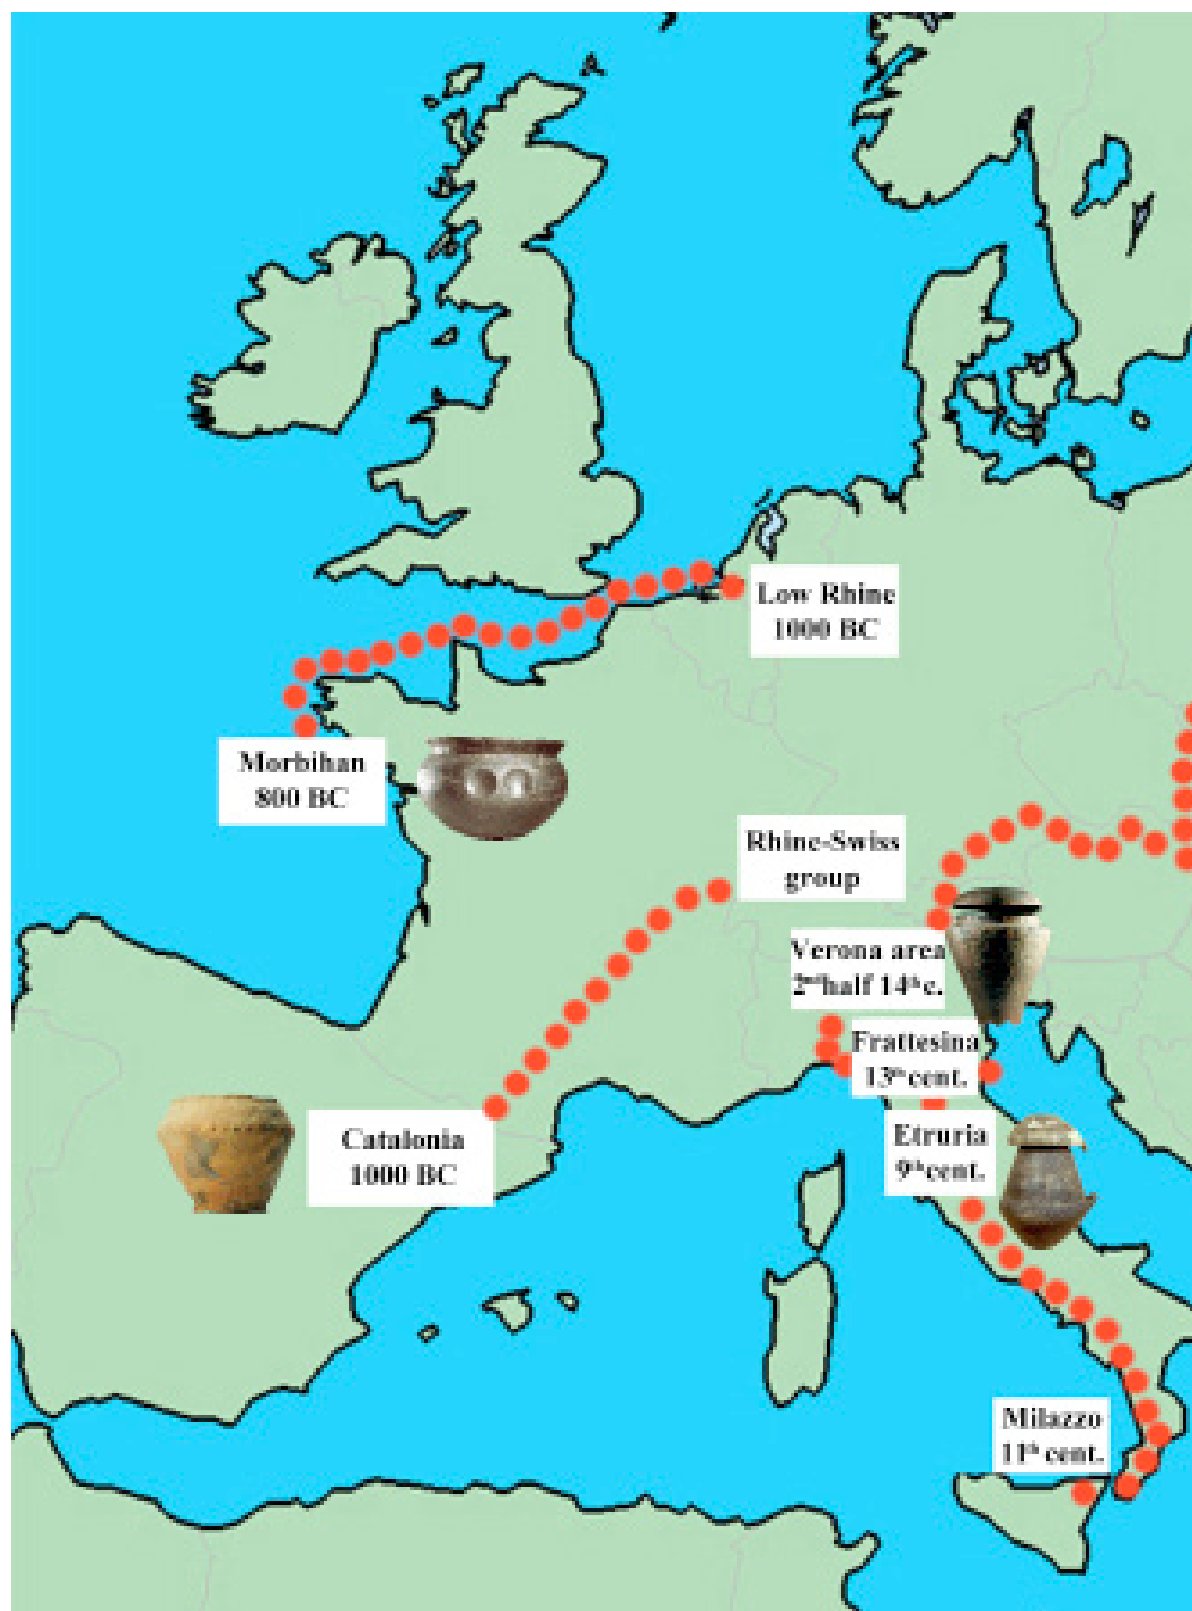 Low Rhine
1000 BC
Morbihan
800 BC
Rhine-Swiss
group
Verona area
2nd half 14th c.
Frattesina
13th cent.
Catalonia
1000 BC
Etruria
9th cent.
Milazzo
11th cent.